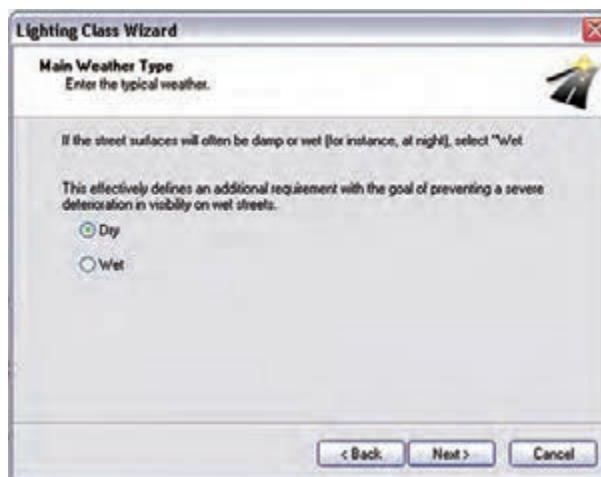 Lighting Class Wizard
Main Weather Type
Enter the typical weather.
If the street surfaces will often be damp or wet (for instance, at night), select "Wet
This effectively defines an additional requirement with the goal of preventing a severe
deterioration in visibility on wet streets.
Dry
Wet
< Back
Next >
Cancel